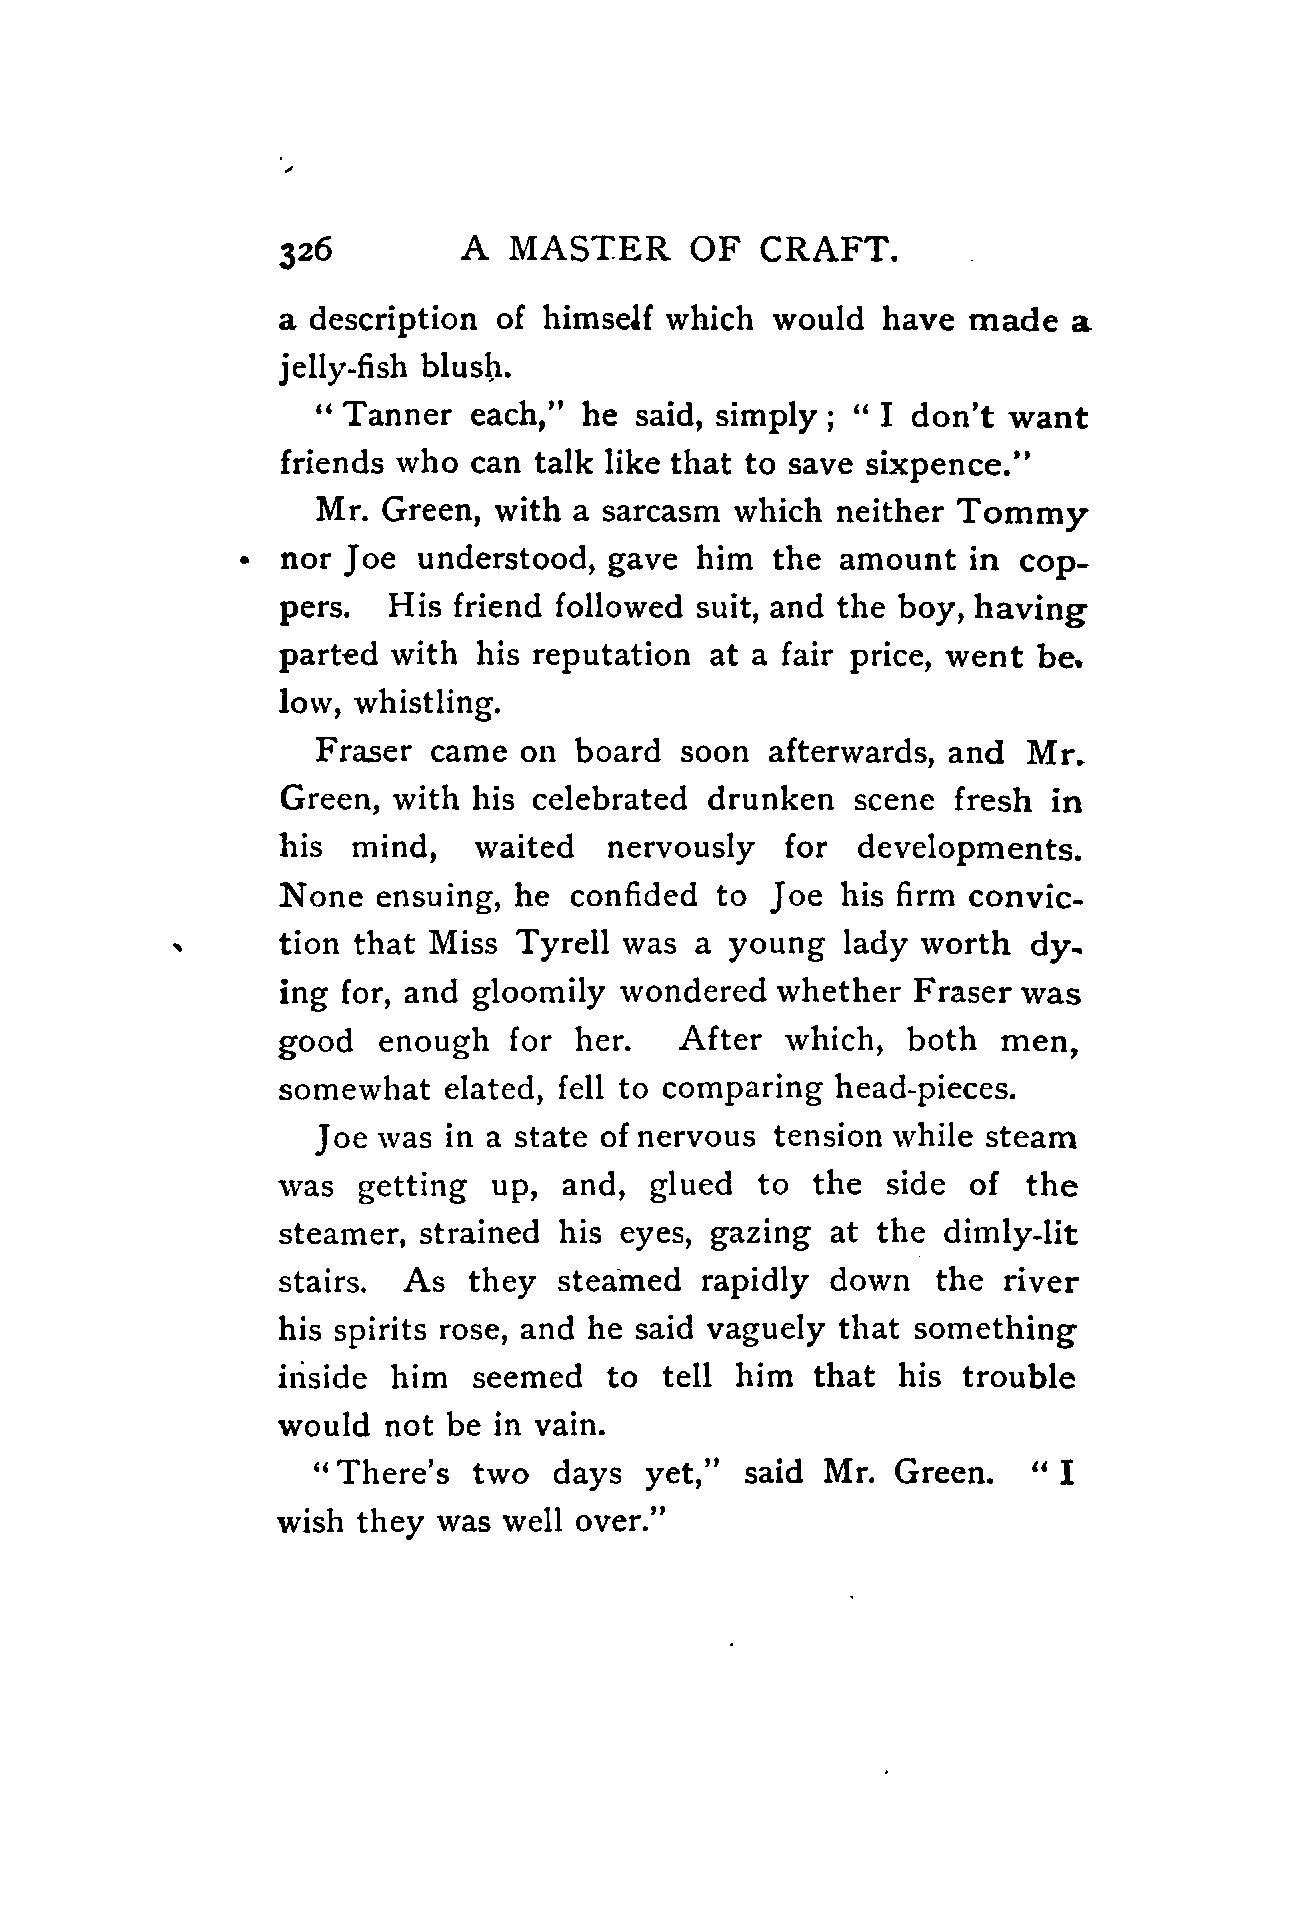 326 A MASTER OF CRAFT.
a description of himself which would have made a
jelly-fish blush.
“Tanner each,” he said, simply; “I don't want
friends who can talk like that to save sixpence.”
Mr. Green, with a sarcasm which neither Tommy
nor Joe understood, gave him the amount in cop-
pers. His friend followed suit, and the boy, having
parted with his reputation at a fair price, went be-
low, whistling.
Fraser came on board soon afterwards, and Mr.
Green, with his celebrated drunken scene fresh in
his mind, waited nervously for developments.
None ensuing, he confided to Joe his firm convic-
tion that Miss Tyrell was a young lady worth dy-
ing for, and gloomily wondered whether Fraser was
good enough for her. After which, both men,
somewhat elated, fell to comparing head-pieces.
Joe was in a state of nervous tension while steam
was getting up, and, glued to the side of the
steamer, strained his eyes, gazing at the dimly-lit
stairs. As they steamed rapidly down the river
his spirits rose, and he said vaguely that something
inside him seemed to tell him that his trouble
would not be in vain.
“There's two days yet,” said Mr. Green. “I
wish they was well over.”